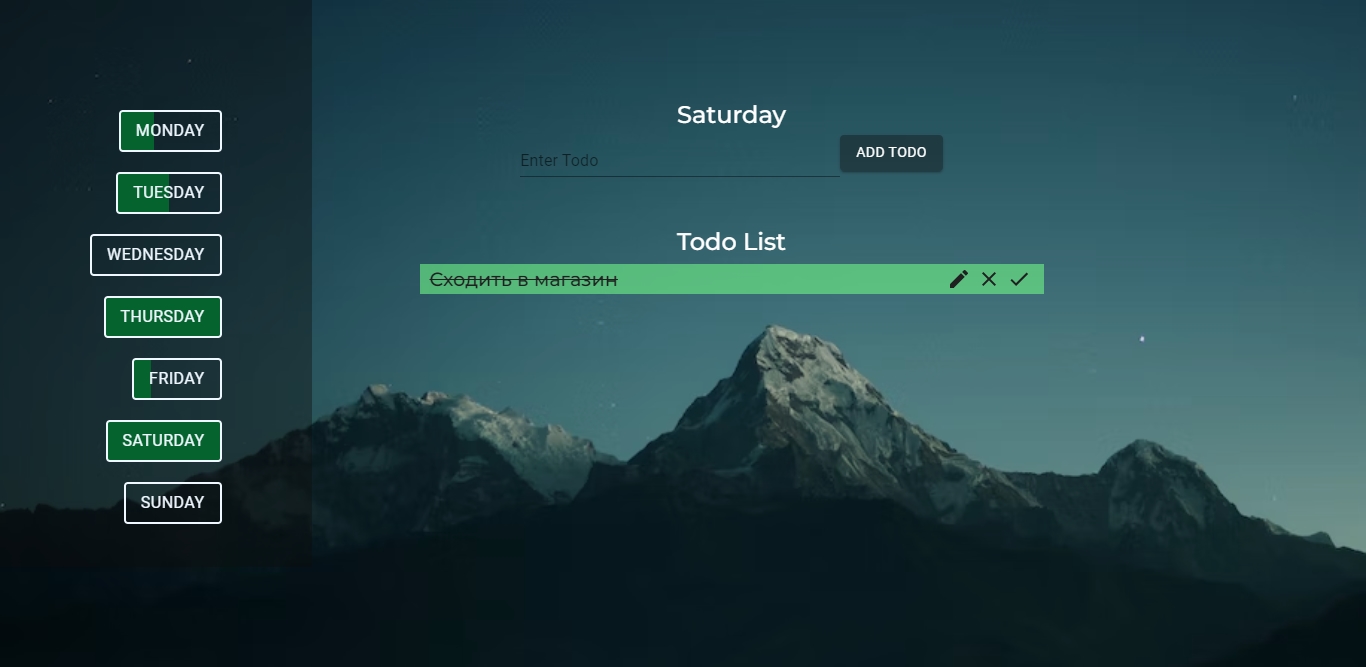 MONDAY
TUESDAY
WEDNESDAY
THURSDAY
FRIDAY
SATURDAY
SUNDAY
Saturday
Enter Todo
ADD TODO
Todo List
Сходить в магазин